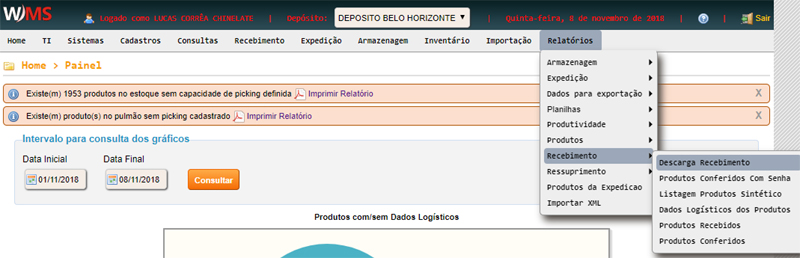 W/MS
Logado como LUCAS CORRÊA CHINELATE | Depósito: DEPOSITO BELO HORIZONTE | Quinta-feira, 8 de novembro de 2018 | Sair
Home TI Sistemas Cadastros Consultas Recebimento Expedição Armazenagem Inventário Importação Relatórios
Home > Painel
Existe(m) 1953 produtos no estoque sem capacidade de picking definida Imprimir Relatório X
Existe(m) produto(s) no pulmão sem picking cadastrado Imprimir Relatório X
Intervalo para consulta dos gráficos
Data Inicial Data Final
01/11/2018 08/11/2018 Consultar
Produtos com/sem Dados Logísticos
Armazenagem
Expedição
Dados para exportação
Planilhas
Produtividade
Produtos
Recebimento
Ressuprimento
Produtos da Expedicao
Importar XML
Descarga Recebimento
Produtos Conferidos Com Senha
Listagem Produtos Sintético
Dados Logísticos dos Produtos
Produtos Recebidos
Produtos Conferidos